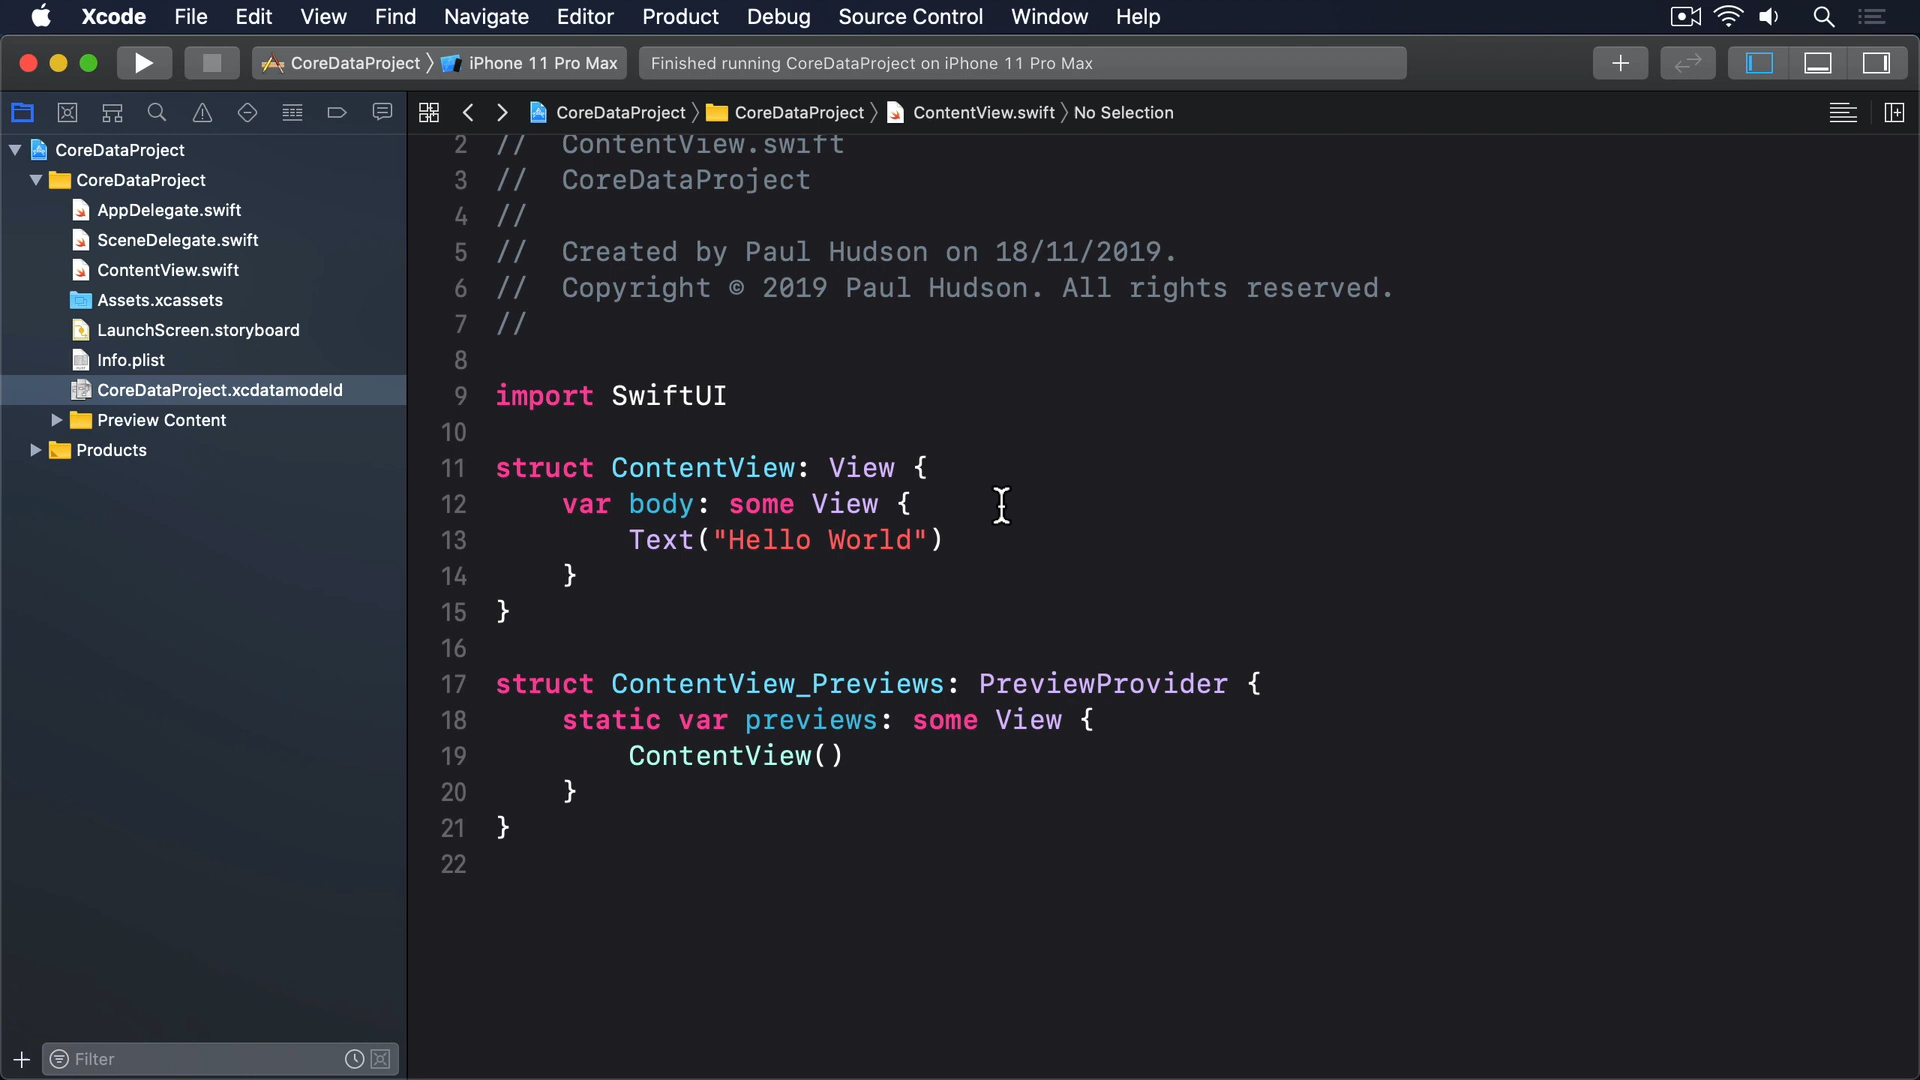 Xcode File Edit View Find Navigate Editor Product Debug Source Control Window Help
CoreDataProject iPhone 11 Pro Max Finished running CoreDataProject on iPhone 11 Pro Max
CoreDataProject CoreDataProject ContentView.swift No Selection
CoreDataProject
CoreDataProject
AppDelegate.swift
SceneDelegate.swift
ContentView.swift
Assets.xcassets
LaunchScreen.storyboard
Info.plist
CoreDataProject.xcdatamodeld
Preview Content
Products
Filter
2 // ContentView.swift
3 // CoreDataProject
4 //
5 // Created by Paul Hudson on 18/11/2019.
6 // Copyright © 2019 Paul Hudson. All rights reserved.
7 //
8
9 import SwiftUI
10
11 struct ContentView: View {
12 var body: some View {
13 Text("Hello World")
14 }
15 }
16
17 struct ContentView_Previews: PreviewProvider {
18 static var previews: some View {
19 ContentView()
20 }
21 }
22